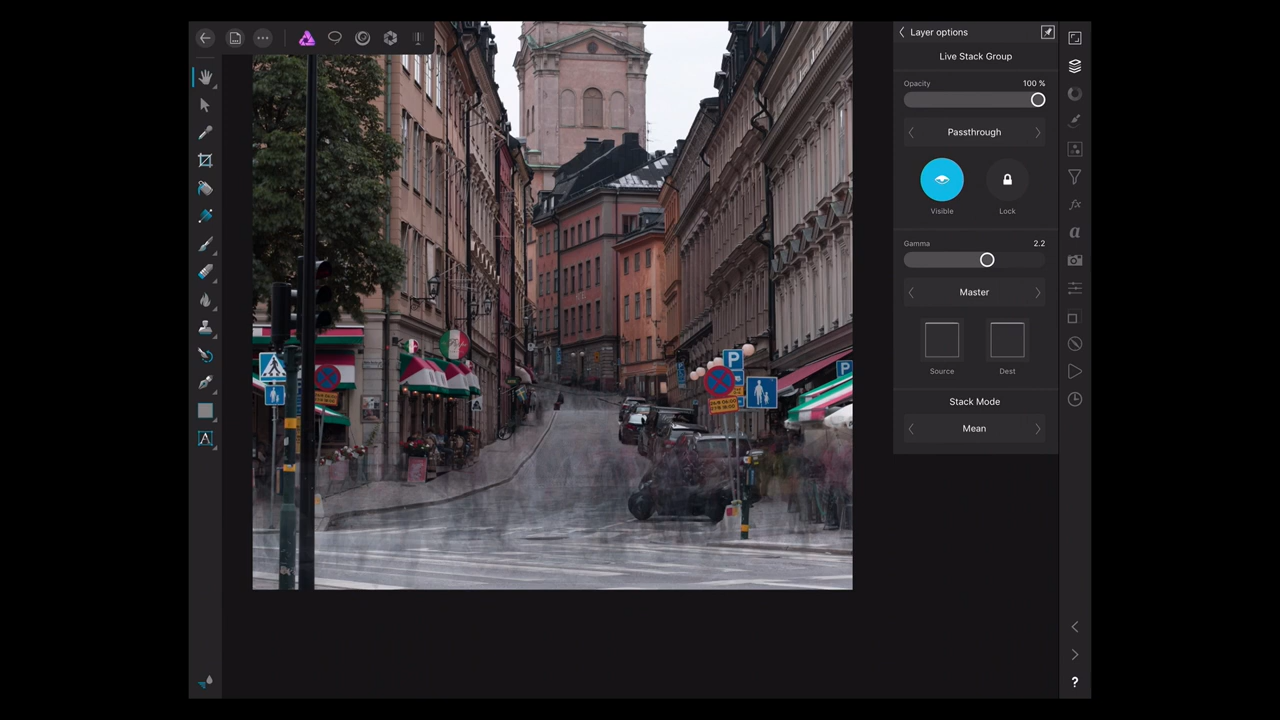 Layer options
Live Stack Group
Opacity
100 %
Passthrough
Visible
Lock
Gamma
2.2
Master
Source
Dest
Stack Mode
Mean
fx
a
A
?
P
P